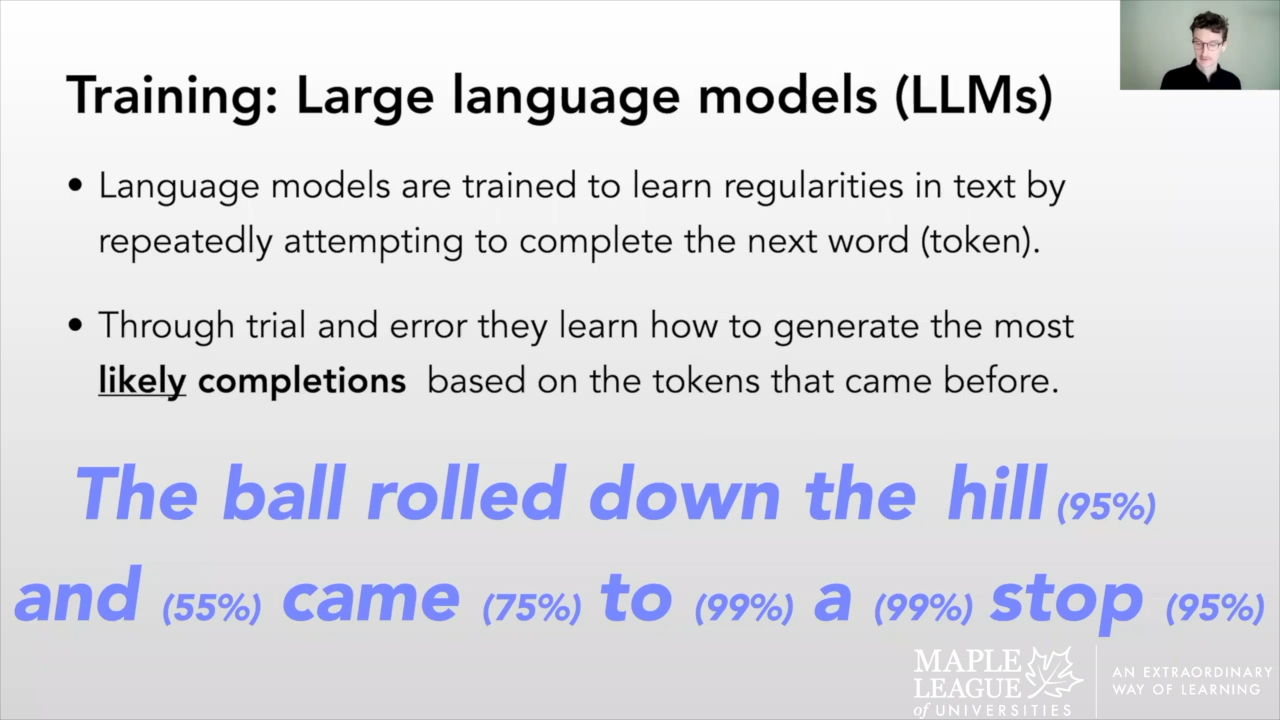 Training: Large language models (LLMs)
• Language models are trained to learn regularities in text by
repeatedly attempting to complete the next word (token).
• Through trial and error they learn how to generate the most
likely completions based on the tokens that came before.
The ball rolled down the hill (95%)
and (55%) came (75%) to (99%) a (99%) stop (95%)
MAPLE
LEAGUE
of UNIVERSITIES
AN EXTRAORDINARY
WAY OF LEARNING